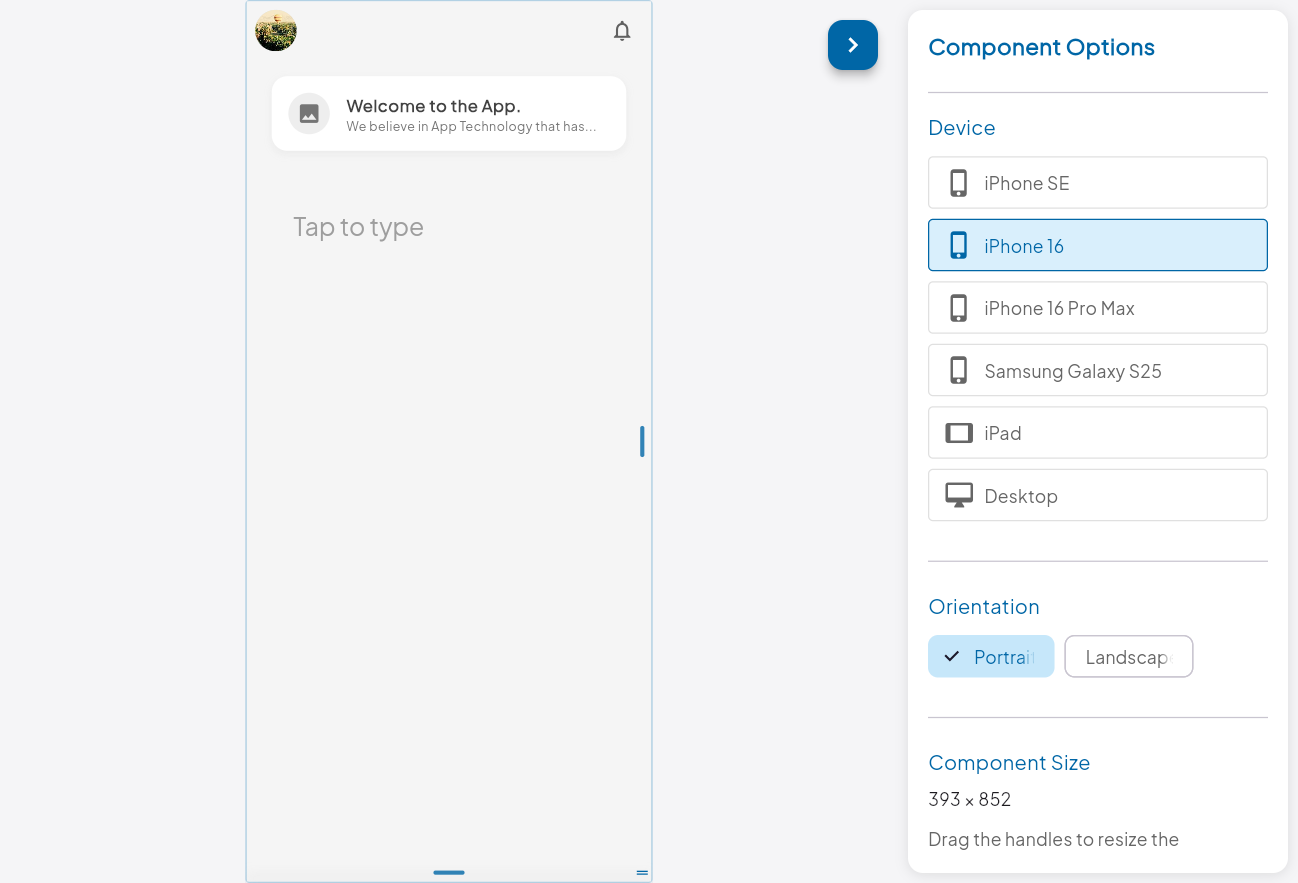 Welcome to the App.
We believe in App Technology that has...
Tap to type
Component Options
Device
iPhone SE
iPhone 16
iPhone 16 Pro Max
Samsung Galaxy S25
iPad
Desktop
Orientation
Portrait
Landscape
Component Size
393 × 852
Drag the handles to resize the